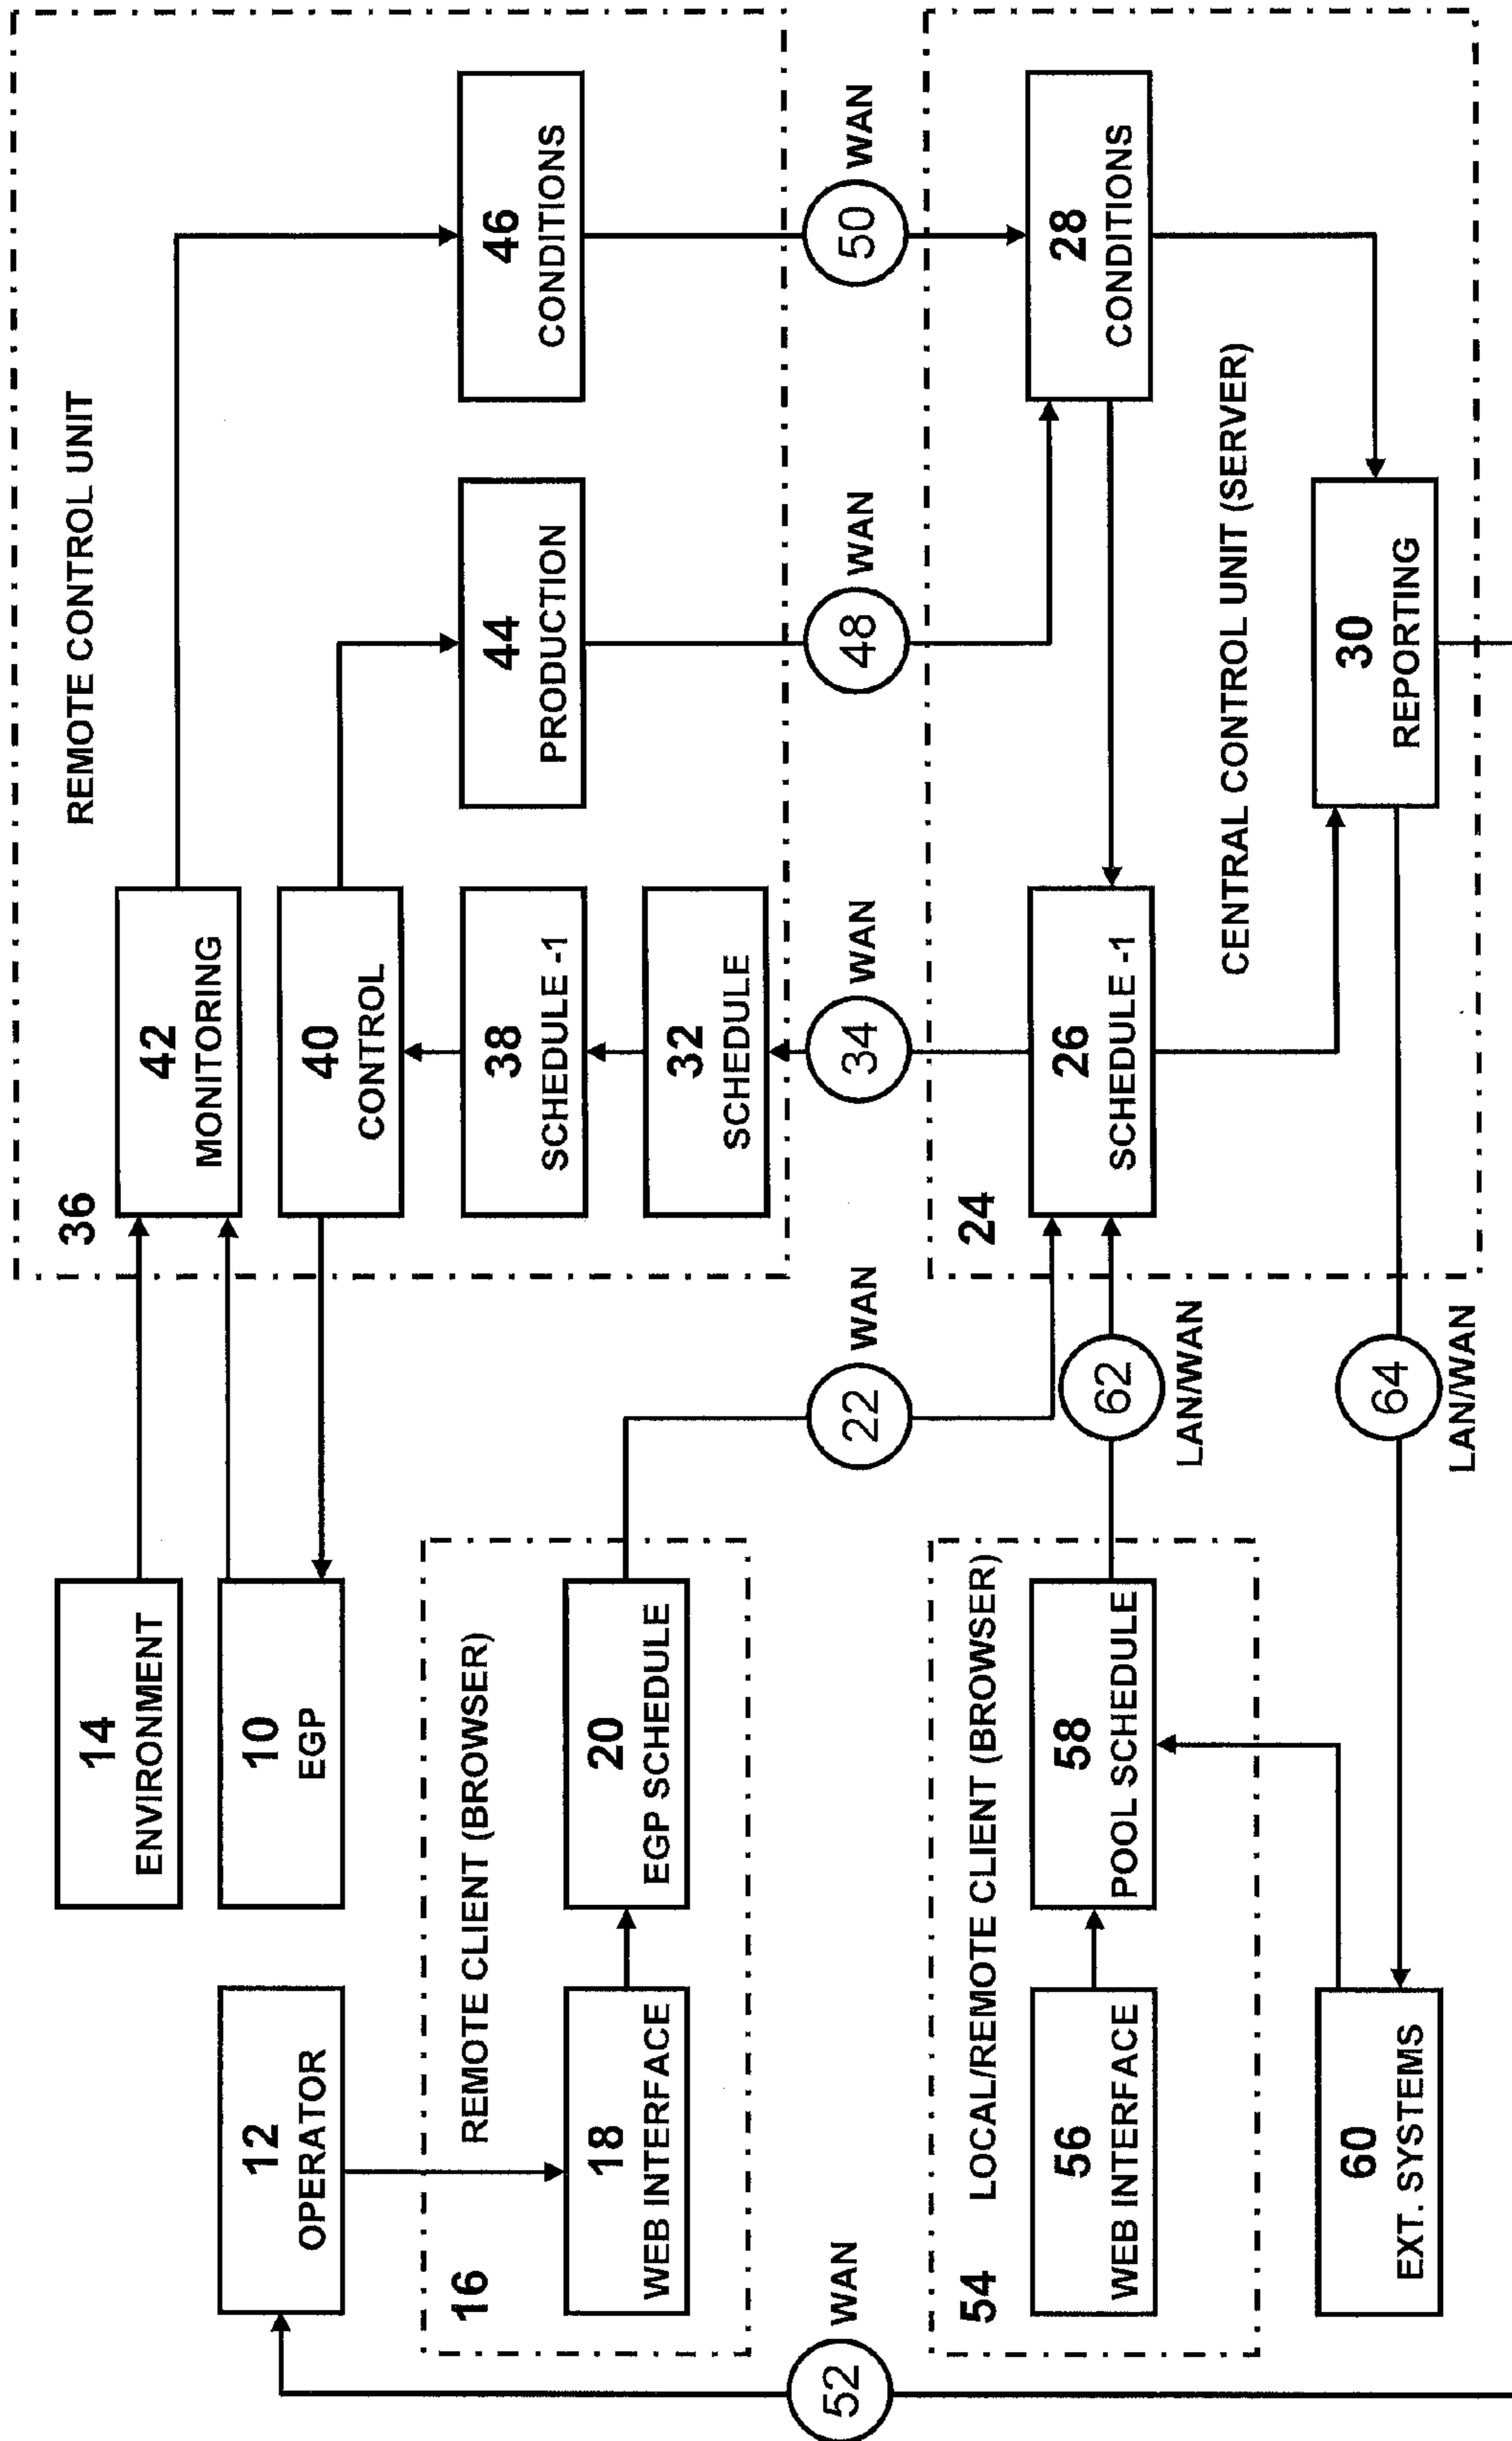 14
ENVIRONMENT
10
EGP
12
OPERATOR
36
REMOTE CONTROL UNIT
42
MONITORING
40
CONTROL
38
SCHEDULE -1
32
SCHEDULE
44
PRODUCTION
46
CONDITIONS
16
REMOTE CLIENT (BROWSER)
18
WEB INTERFACE
20
EGP SCHEDULE
52
WAN
22
WAN
34
WAN
48
WAN
50
WAN
54
LOCAL/REMOTE CLIENT (BROWSER)
56
WEB INTERFACE
58
POOL SCHEDULE
62
LAN/WAN
24
26
SCHEDULE -1
28
CONDITIONS
CENTRAL CONTROL UNIT (SERVER)
60
EXT. SYSTEMS
64
LAN/WAN
30
REPORTING